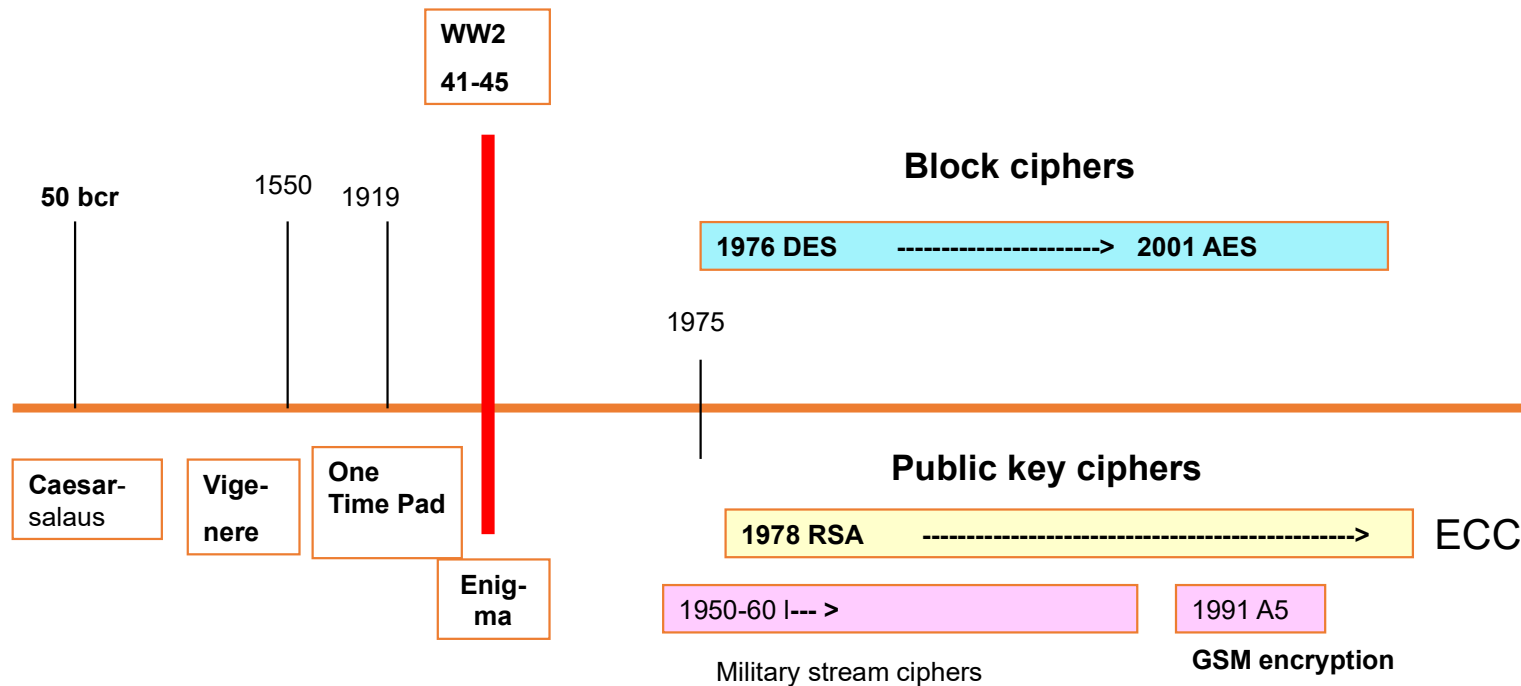 WW2
41-45
50 bcr
1550
1919
Block ciphers
1976 DES -----------------------> 2001 AES
1975
Caesar-
salaus
Vige-
nere
One
Time Pad
Enig-
ma
Public key ciphers
1978 RSA ------------------------------------------------->
ECC
1950-60 I--- >
1991 A5
Military stream ciphers
GSM encryption